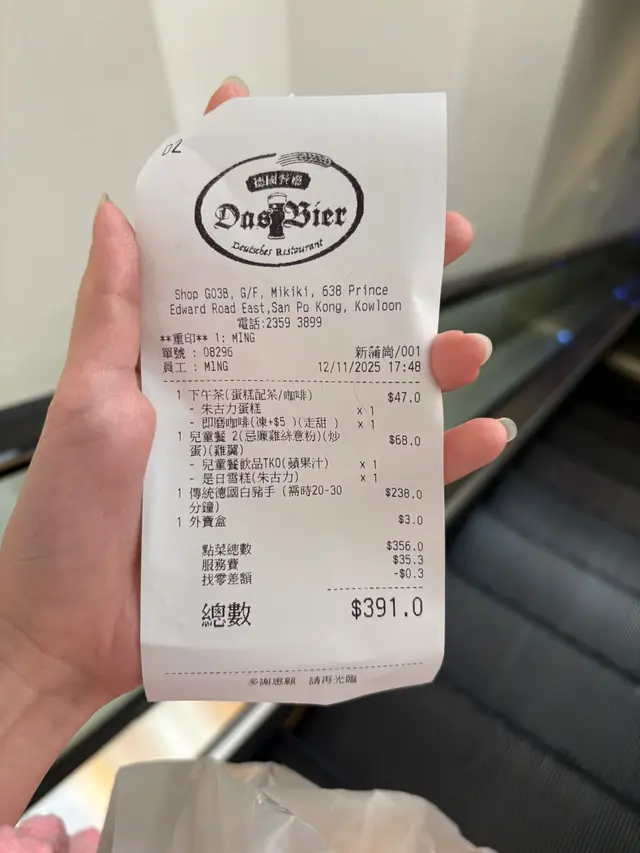 02
德國餐廳
Das Bier
Deutsches Restaurant
Shop G03B, G/F, Mikiki, 638 Prince
Edward Road East,San Po Kong, Kowloon
電話:2359 3899
**重印** 1: MING
單號 : 08296 新蒲崗/001
員工 : MING 12/11/2025 17:48
1 下午茶(蛋糕記茶/咖啡) $47.0
- 朱古力蛋糕 x 1
- 即磨咖啡(凍+$5 )(走甜 ) x 1
1 兒童餐 2(忌廉雞絲意粉)(炒 $68.0
蛋)(雞翼)
- 兒童餐飲品TKO(蘋果汁) x 1
- 是日雪糕(朱古力) x 1
1 傳統德國白豬手 (需時20-30 $238.0
分鐘)
1 外賣盒 $3.0
點菜總數 $356.0
服務費 $35.3
找零差額 -$0.3
總數 $391.0
多謝惠顧 請再光臨